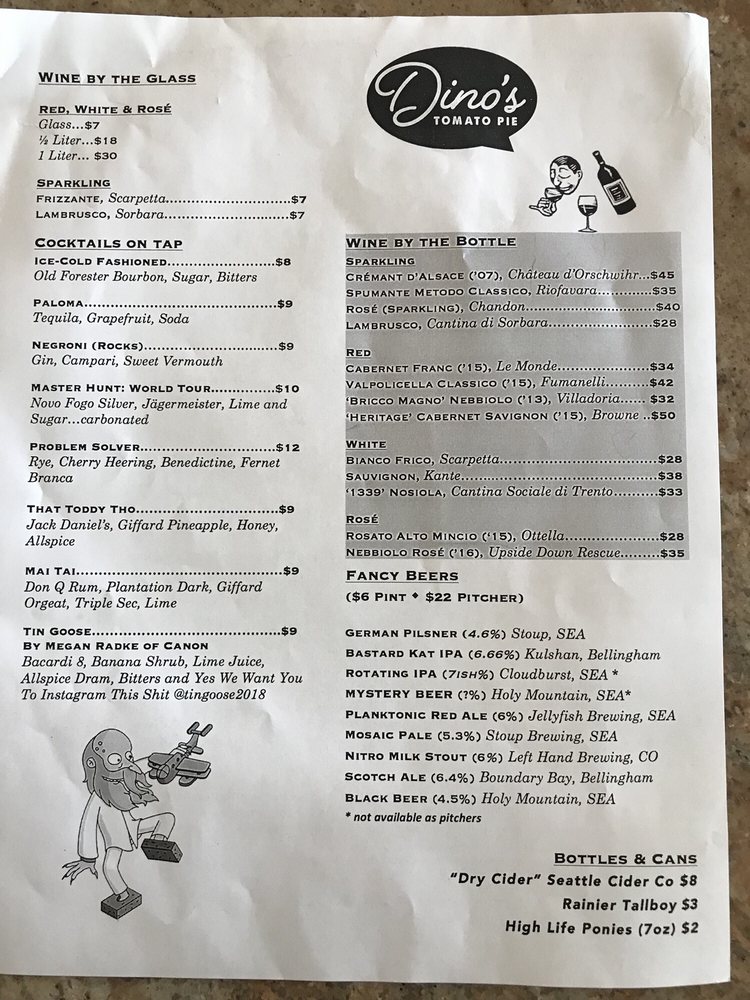 WINE BY THE GLASS
RED, WHITE & ROSÉ
Glass...$7
½ Liter...$18
1 Liter... $30
SPARKLING
FRIZZANTE, Scarpetta............................$7
LAMBRUSCO, Sorbara............................$7
COCKTAILS ON TAP
ICE-COLD FASHIONED........................$8
Old Forester Bourbon, Sugar, Bitters
PALOMA...........................................$9
Tequila, Grapefruit, Soda
NEGRONI (ROCKS)..............................$9
Gin, Campari, Sweet Vermouth
MASTER HUNT: WORLD TOUR..............$10
Novo Fogo Silver, Jägermeister, Lime and
Sugar...carbonated
PROBLEM SOLVER...................................$12
Rye, Cherry Heering, Benedictine, Fernet
Branca
THAT TODDY THO...............................$9
Jack Daniel's, Giffard Pineapple, Honey,
Allspice
MAI TAI..............................................$9
Don Q Rum, Plantation Dark, Giffard
Orgeat, Triple Sec, Lime
TIN GOOSE.........................................$9
BY MEGAN RADKE OF CANON
Bacardi 8, Banana Shrub, Lime Juice,
Allspice Dram, Bitters and Yes We Want You
To Instagram This Shit @tingoose2018
Dino's
TOMATO PIE
WINE BY THE BOTTLE
SPARKLING
CRÉMANT D'ALSACE ('07), Château d'Orschwihr...$45
SPUMANTE METODO CLASSICO, Riofavara............$35
ROSÉ (SPARKLING), Chandon............................$40
LAMBRUSCO, Cantina di Sorbara.......................$28
RED
CABERNET FRANC ('15), Le Monde.....................$34
VALPOLICELLA CLASSICO ('15), Fumanelli..........$42
'BRICCO MAGNO' NEBBIOLO ('13), Villadoria...... $32
'HERITAGE' CABERNET SAVIGNON ('15), Browne ..$50
WHITE
BIANCO FRICO, Scarpetta..................................$28
SAUVIGNON, Kante...........................................$38
'1339' NOSIOLA, Cantina Sociale di Trento..........$33
ROSÉ
ROSATO ALTO MINCIO ('15), Ottella.....................$28
NEBBIOLO ROSÉ ('16), Upside Down Rescue.........$35
FANCY BEERS
($6 PINT ♦ $22 PITCHER)
GERMAN PILSNER (4.6%) Stoup, SEA
BASTARD KAT IPA (6.66%) Kulshan, Bellingham
ROTATING IPA (7ISH%) Cloudburst, SEA *
MYSTERY BEER (?%) Holy Mountain, SEA*
PLANKTONIC RED ALE (6%) Jellyfish Brewing, SEA
MOSAIC PALE (5.3%) Stoup Brewing, SEA
NITRO MILK STOUT (6%) Left Hand Brewing, CO
SCOTCH ALE (6.4%) Boundary Bay, Bellingham
BLACK BEER (4.5%) Holy Mountain, SEA
* not available as pitchers
BOTTLES & CANS
"Dry Cider" Seattle Cider Co $8
Rainier Tallboy $3
High Life Ponies (7oz) $2